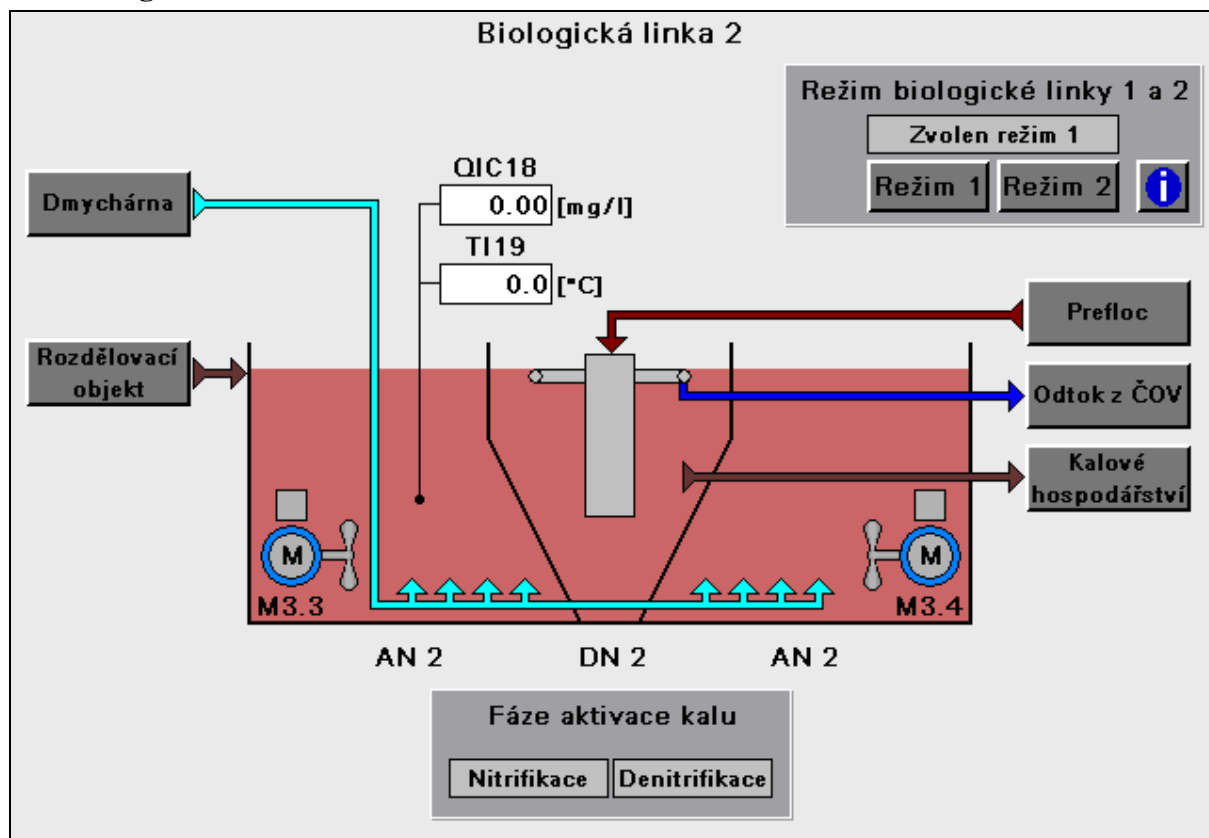 Biologická linka 2
Režim biologické linky 1 a 2
Zvolen režim 1
Režim 1
Režim 2
i
QIC18
0.00 [mg/l]
Dmychárna
TI19
0.0 [°C]
Prefloc
Rozdělovací
objekt
Odtok z ČOV
Kalové
hospodářství
M
M
M3.3
M3.4
AN 2
DN 2
AN 2
Fáze aktivace kalu
Nitrifikace
Denitrifikace